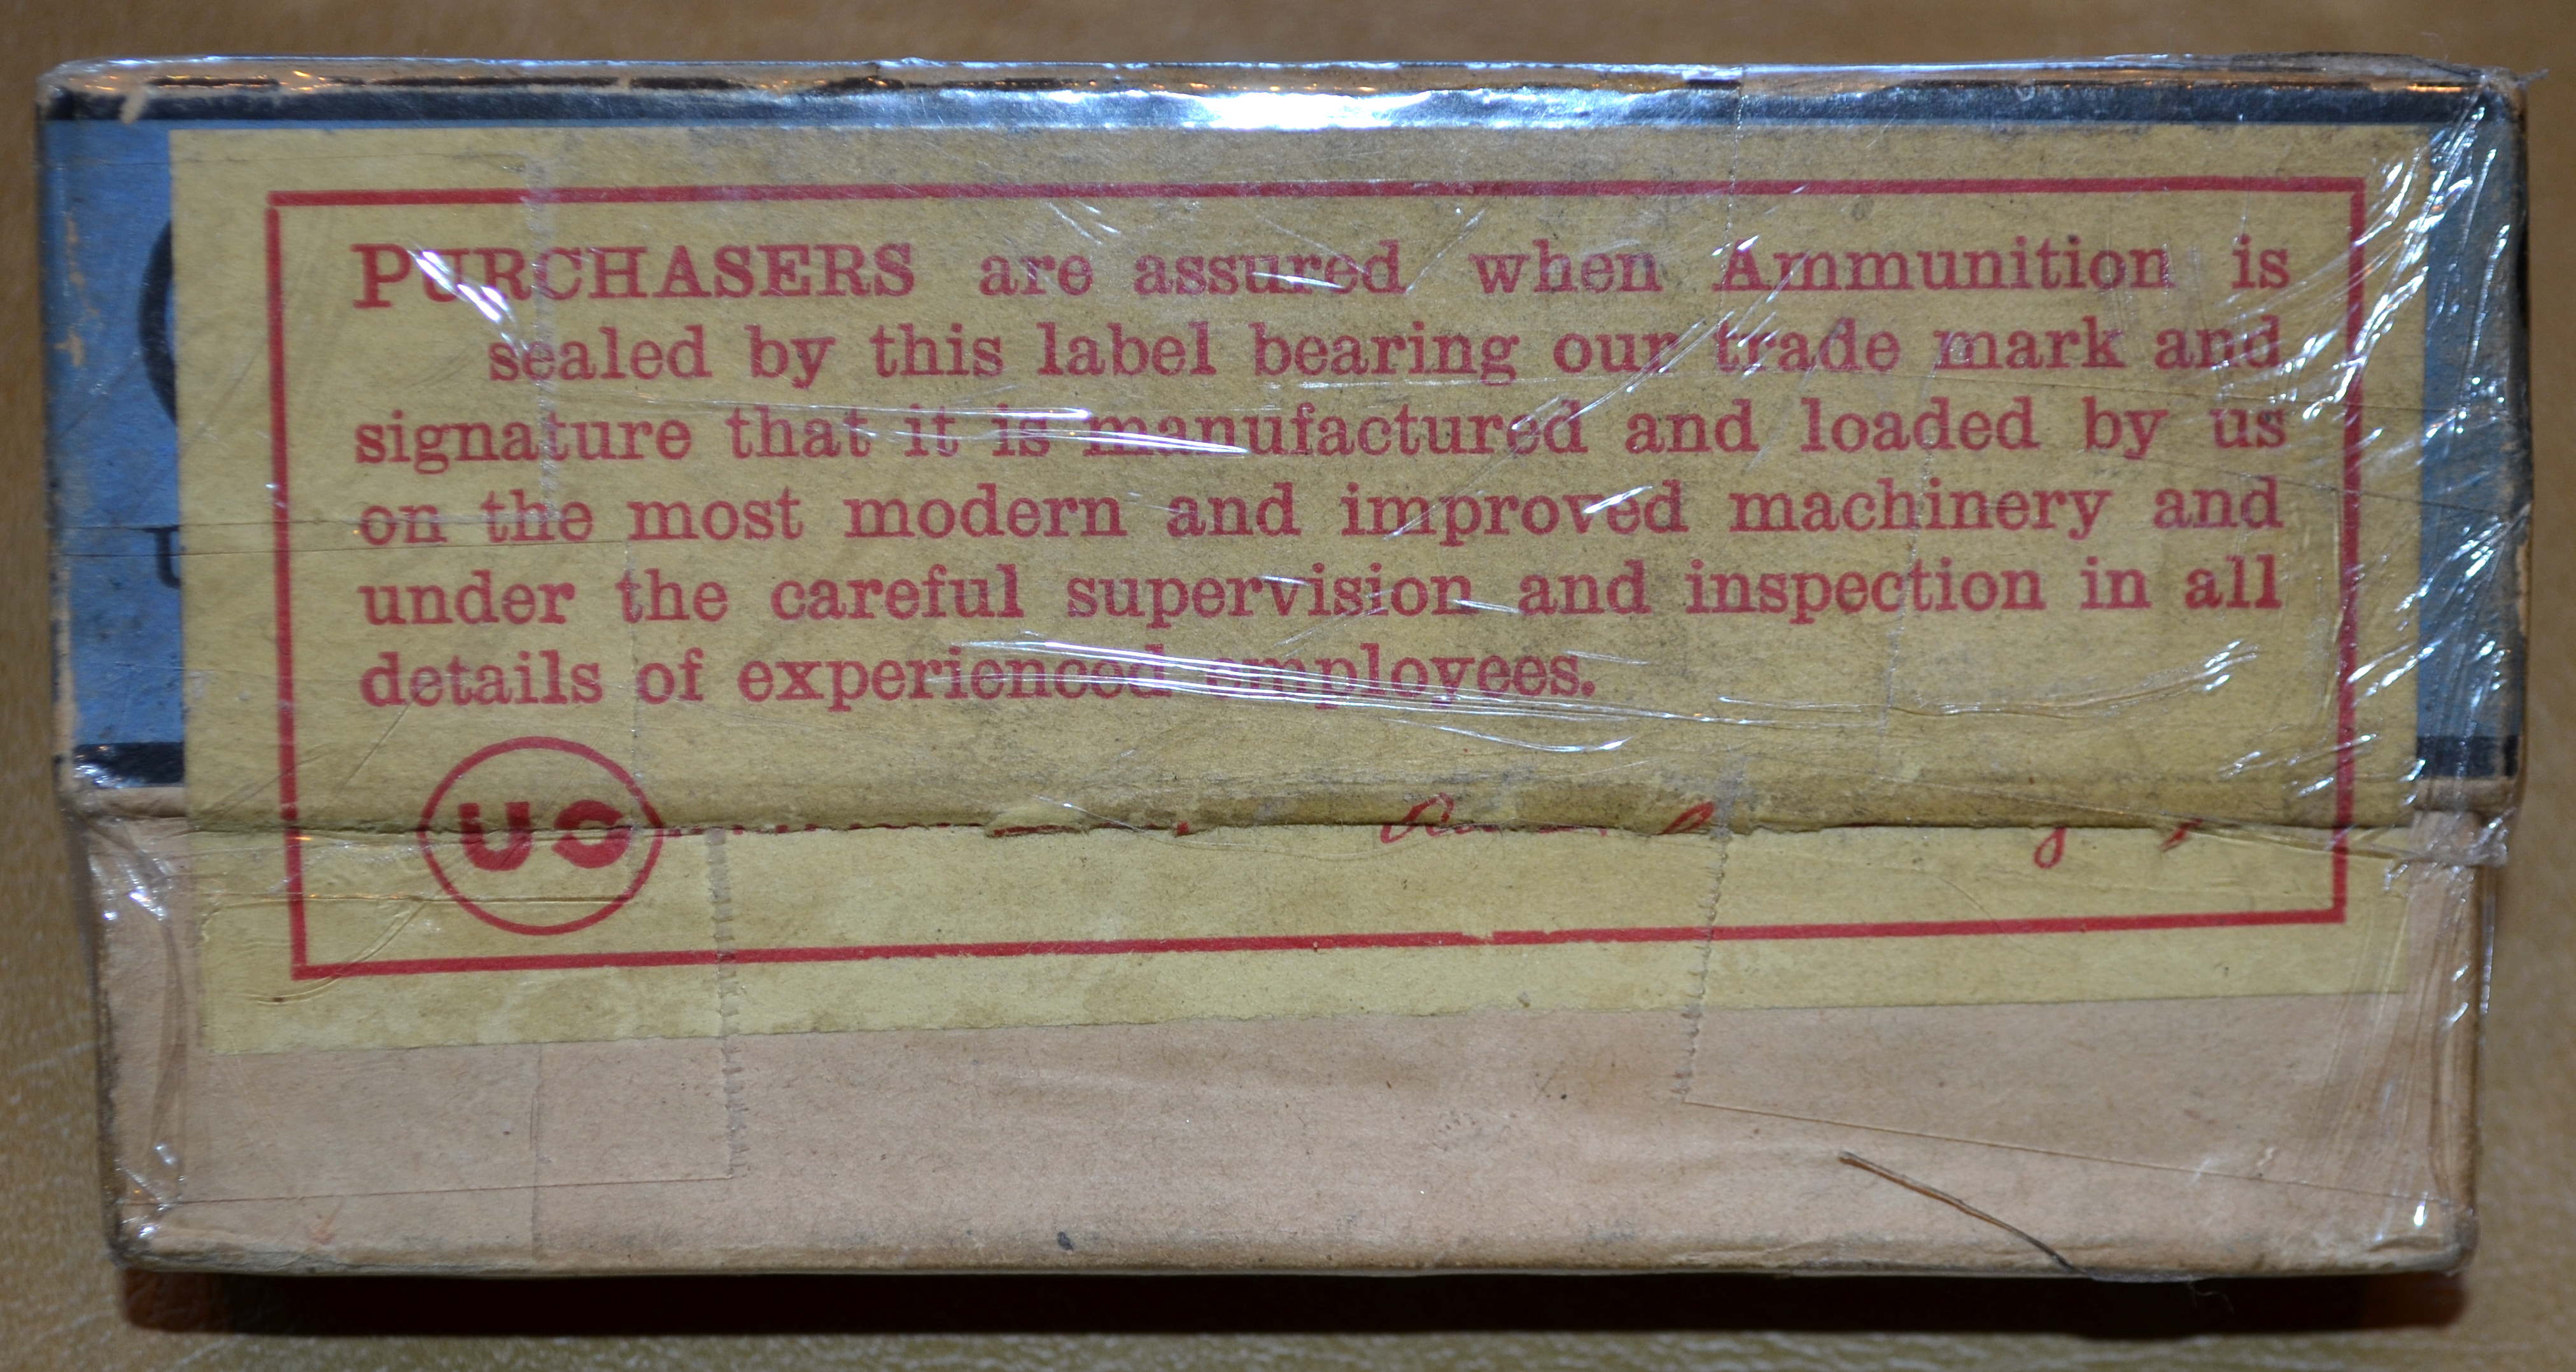 PURCHASERS are assured when Ammunition is
sealed by this label bearing our trade mark and
signature that it is manufactured and loaded by us
on the most modern and improved machinery and
under the careful supervision and inspection in all
details of experienced employees.